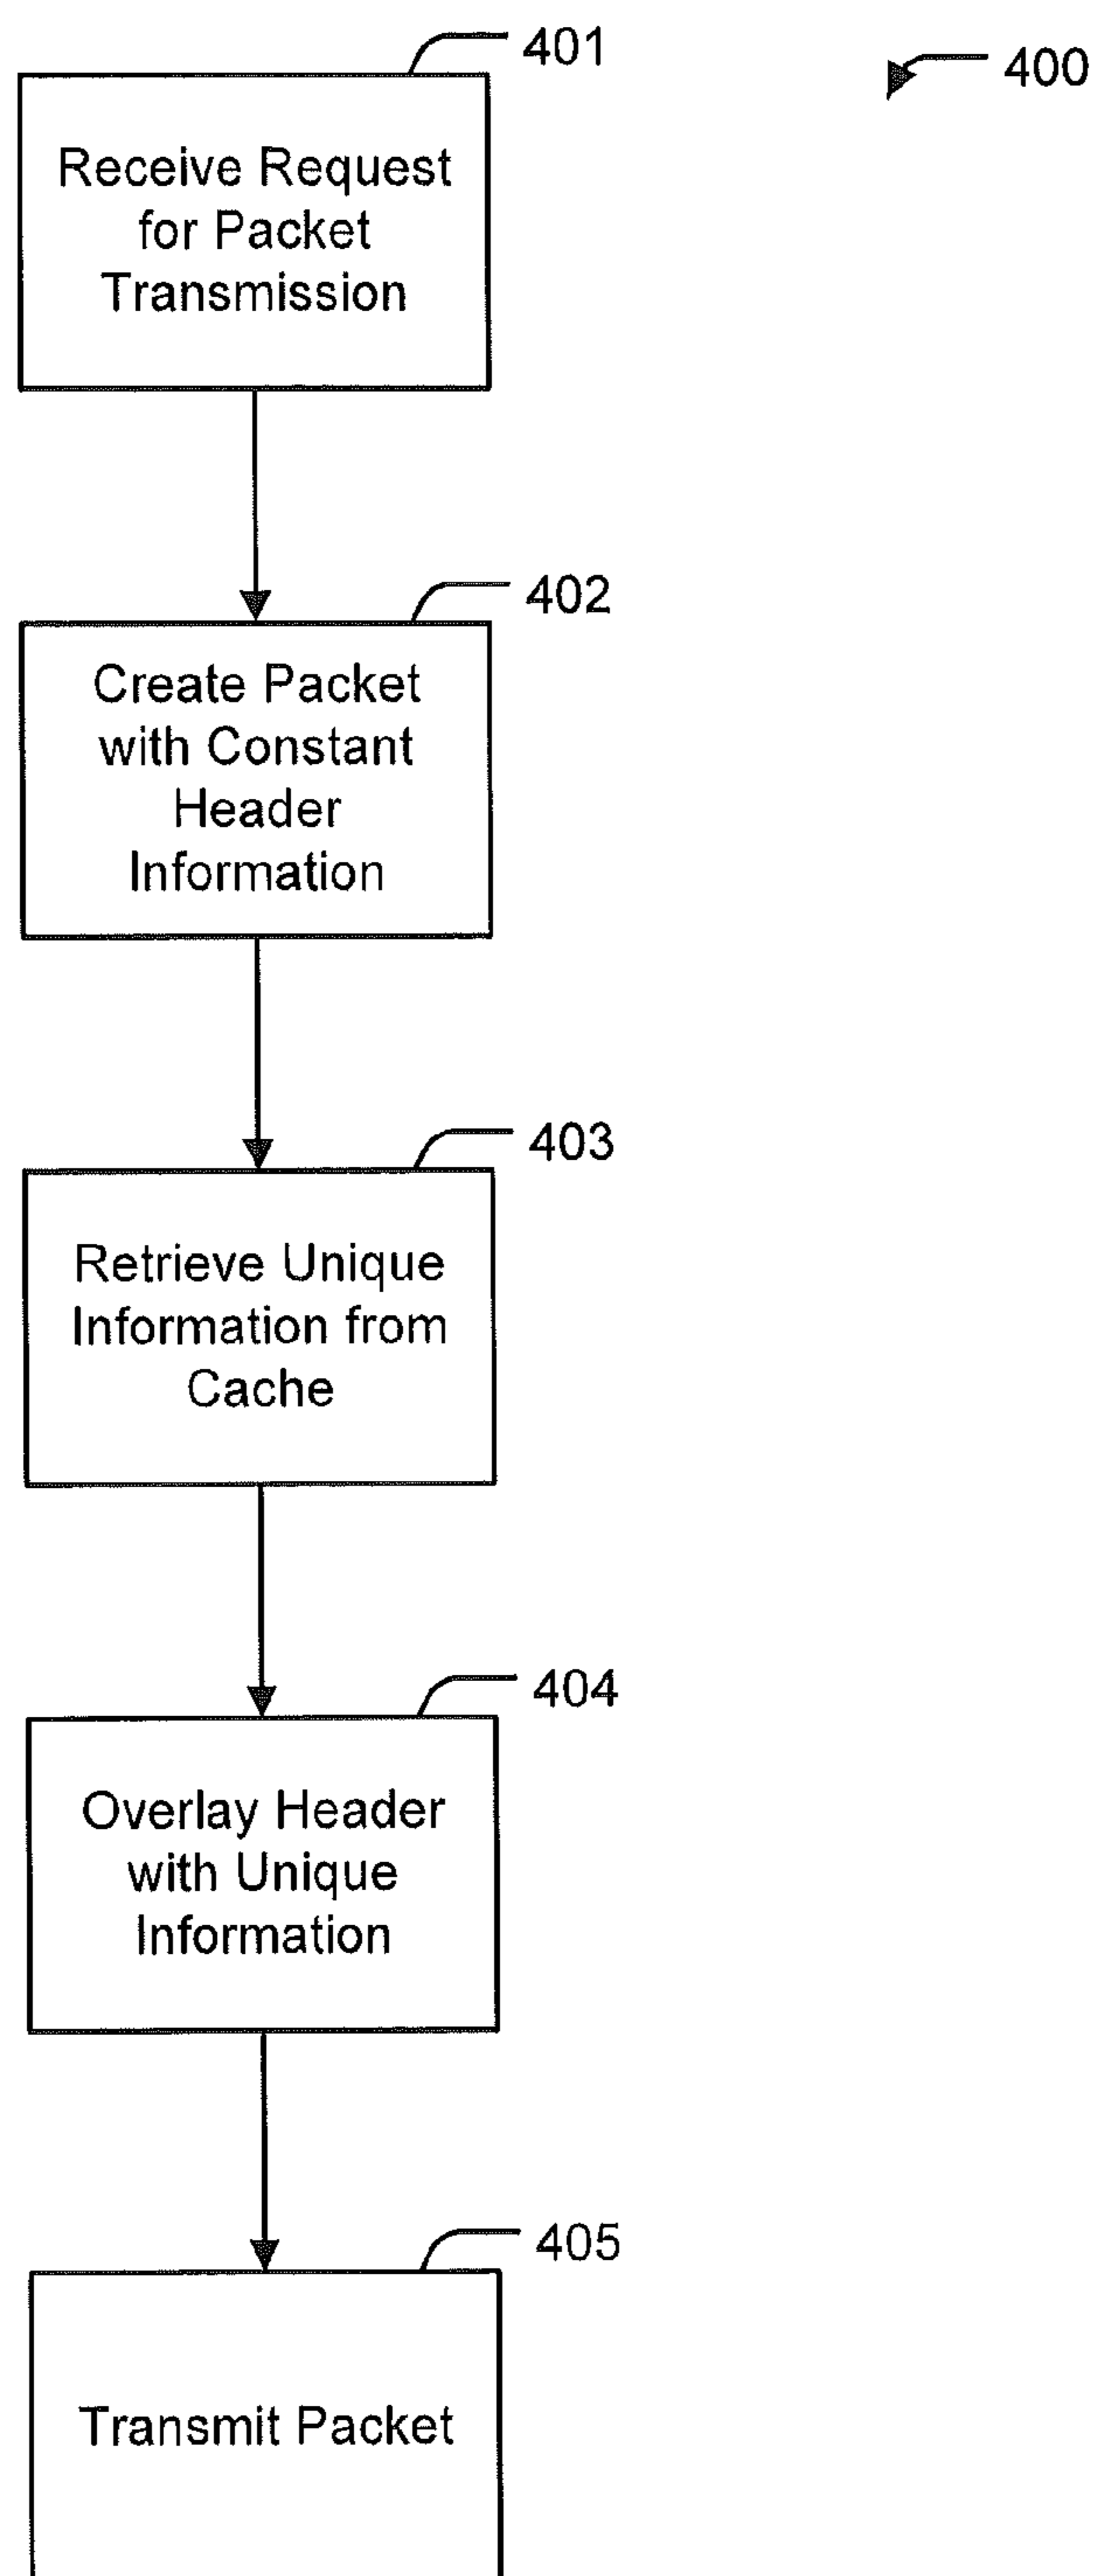 401
400
Receive Request
for Packet
Transmission
402
Create Packet
with Constant
Header
Information
403
Retrieve Unique
Information from
Cache
404
Overlay Header
with Unique
Information
405
Transmit Packet